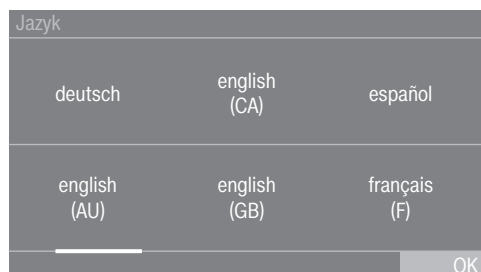 Jazyk
deutsch
english
(CA)
español
english
(AU)
english
(GB)
français
(F)
OK